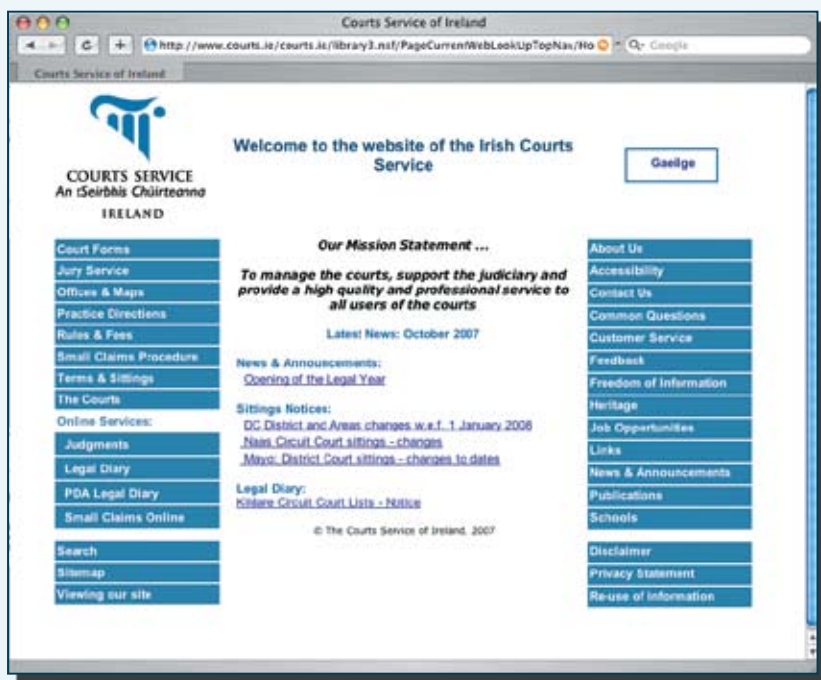 Courts Service of Ireland
http://www.courts.ie/courts.ie/library3.nsf/PageCurrentWebLookUpTopNav/Ho
Google
Courts Service of Ireland
COURTS SERVICE
An tSeirbhís Chúirteanna
IRELAND
Welcome to the website of the Irish Courts
Service
Gaeilge
Court Forms
Jury Service
Offices & Maps
Practice Directions
Rules & Fees
Small Claims Procedure
Terms & Sittings
The Courts
Online Services:
Judgments
Legal Diary
PDA Legal Diary
Small Claims Online
Search
Sitemap
Viewing our site
Our Mission Statement ...
To manage the courts, support the judiciary and
provide a high quality and professional service to
all users of the courts
Latest News: October 2007
News & Announcements:
Opening of the Legal Year
Sittings Notices:
DC District and Areas changes w.e.f. 1 January 2008
Naas Circuit Court sittings - changes
Mayo: District Court sittings - changes to dates
Legal Diary:
Kildare Circuit Court Lists - Notice
© The Courts Service of Ireland, 2007
About Us
Accessibility
Contact Us
Common Questions
Customer Service
Feedback
Freedom of Information
Heritage
Job Opportunities
Links
News & Announcements
Publications
Schools
Disclaimer
Privacy Statement
Re-use of information